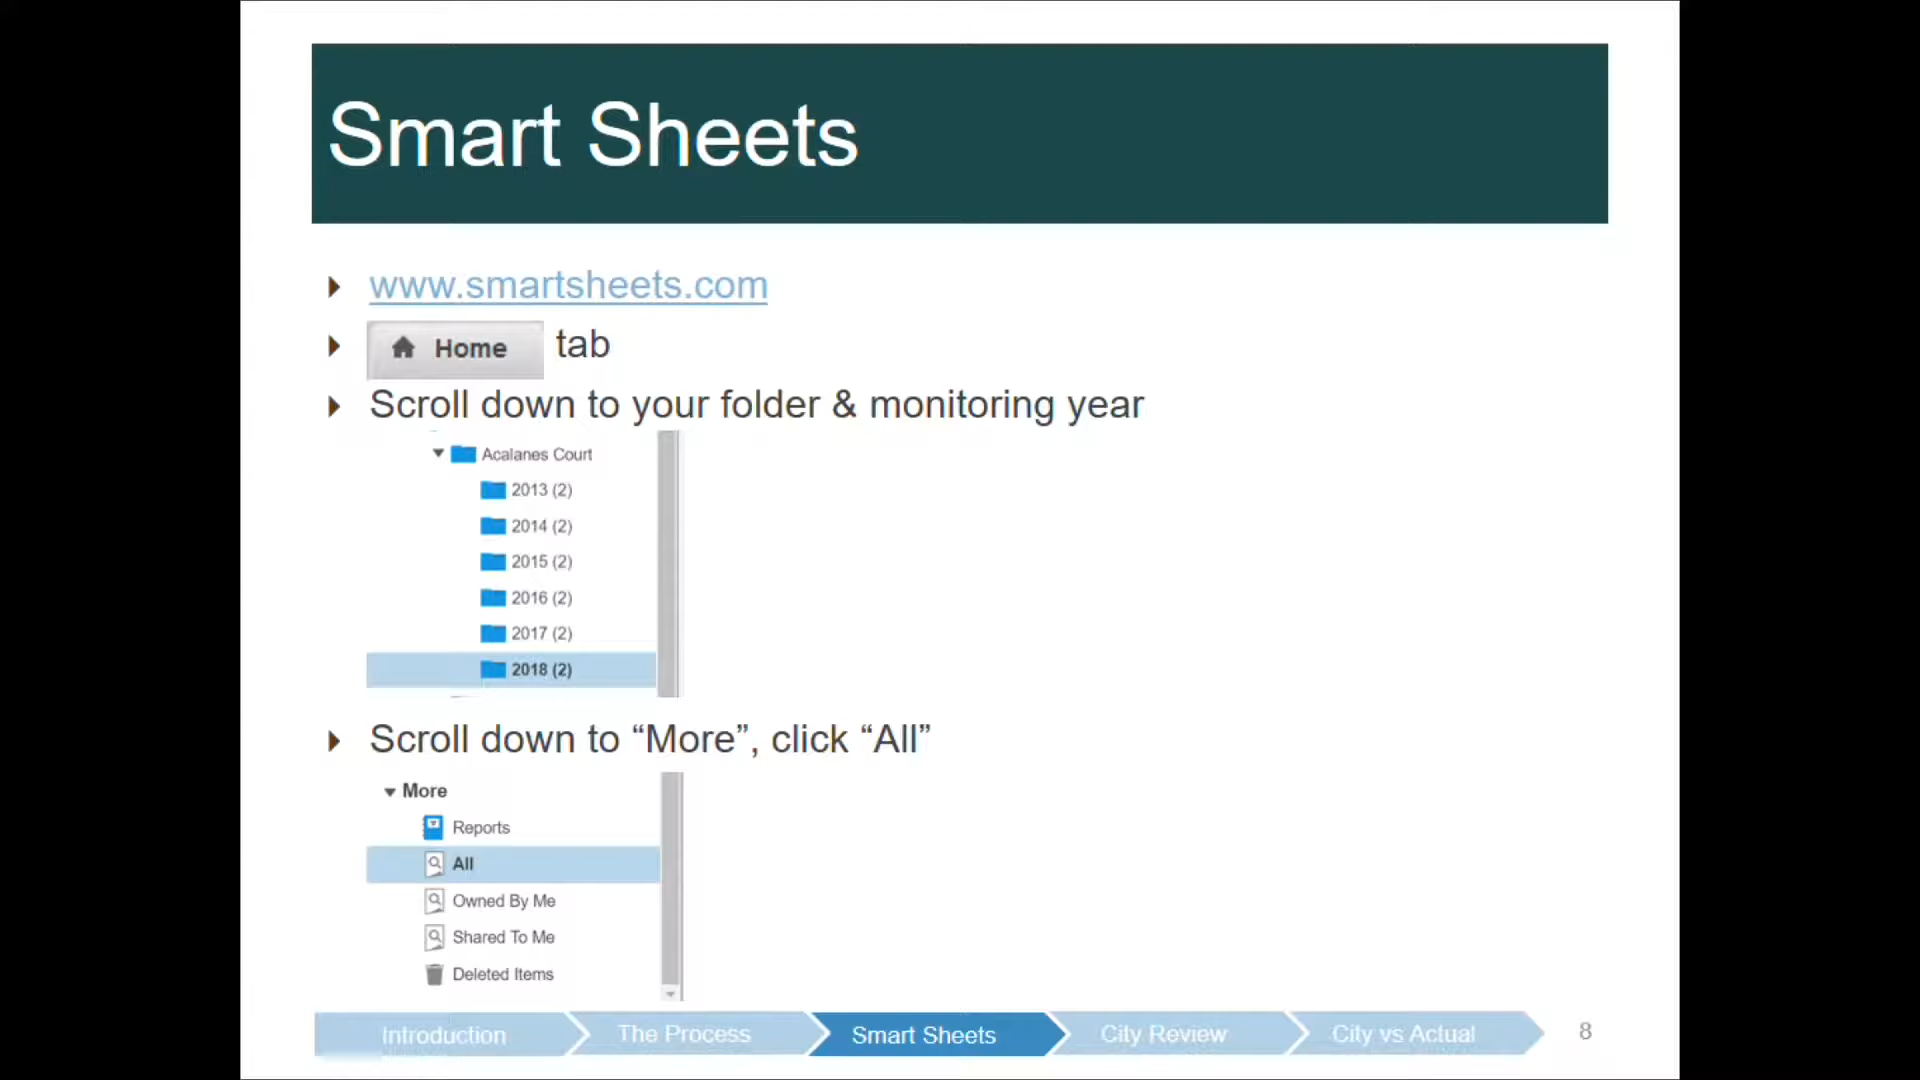 Smart Sheets
www.smartsheets.com
Home tab
Scroll down to your folder & monitoring year
Acalanes Court
2013 (2)
2014 (2)
2015 (2)
2016 (2)
2017 (2)
2018 (2)
Scroll down to “More”, click “All”
More
Reports
All
Owned By Me
Shared To Me
Deleted Items
Introduction The Process Smart Sheets City Review City vs Actual 8